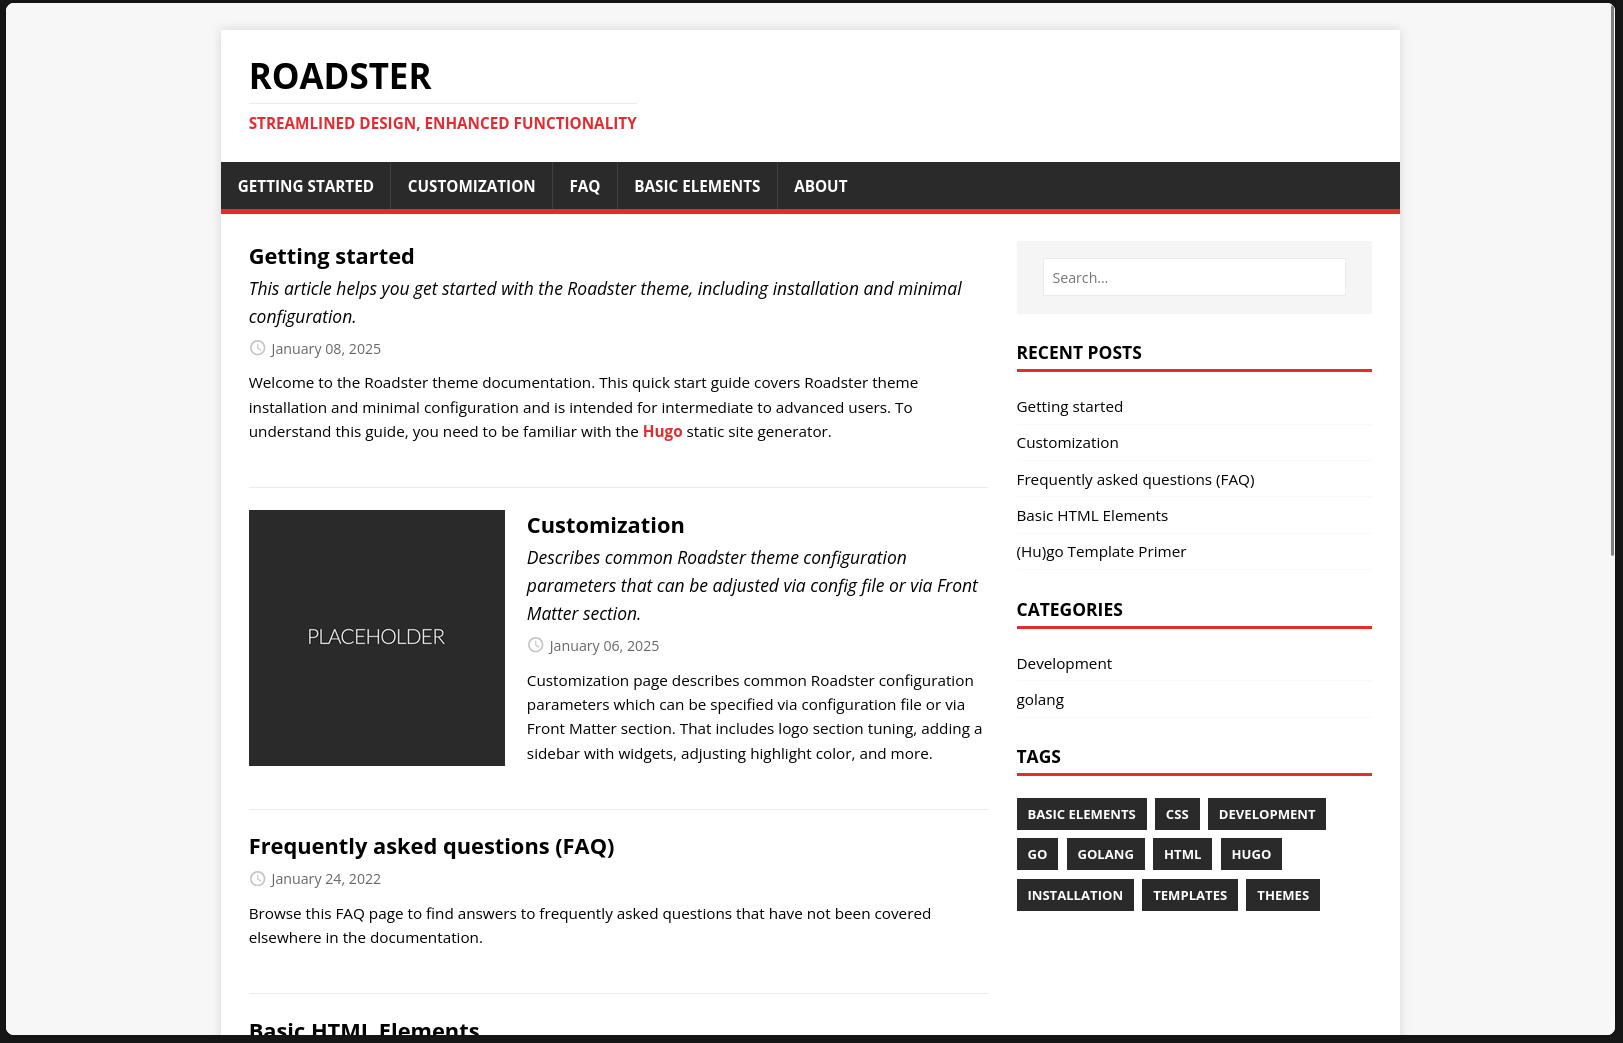 ROADSTER
STREAMLINED DESIGN, ENHANCED FUNCTIONALITY
GETTING STARTED
CUSTOMIZATION
FAQ
BASIC ELEMENTS
ABOUT
Getting started
This article helps you get started with the Roadster theme, including installation and minimal
configuration.
January 08, 2025
Welcome to the Roadster theme documentation. This quick start guide covers Roadster theme
installation and minimal configuration and is intended for intermediate to advanced users. To
understand this guide, you need to be familiar with the Hugo static site generator.
PLACEHOLDER
Customization
Describes common Roadster theme configuration
parameters that can be adjusted via config file or via Front
Matter section.
January 06, 2025
Customization page describes common Roadster configuration
parameters which can be specified via configuration file or via
Front Matter section. That includes logo section tuning, adding a
sidebar with widgets, adjusting highlight color, and more.
Frequently asked questions (FAQ)
January 24, 2022
Browse this FAQ page to find answers to frequently asked questions that have not been covered
elsewhere in the documentation.
Basic HTML Elements
Search...
RECENT POSTS
Getting started
Customization
Frequently asked questions (FAQ)
Basic HTML Elements
(Hu)go Template Primer
CATEGORIES
Development
golang
TAGS
BASIC ELEMENTS
CSS
DEVELOPMENT
GO
GOLANG
HTML
HUGO
INSTALLATION
TEMPLATES
THEMES